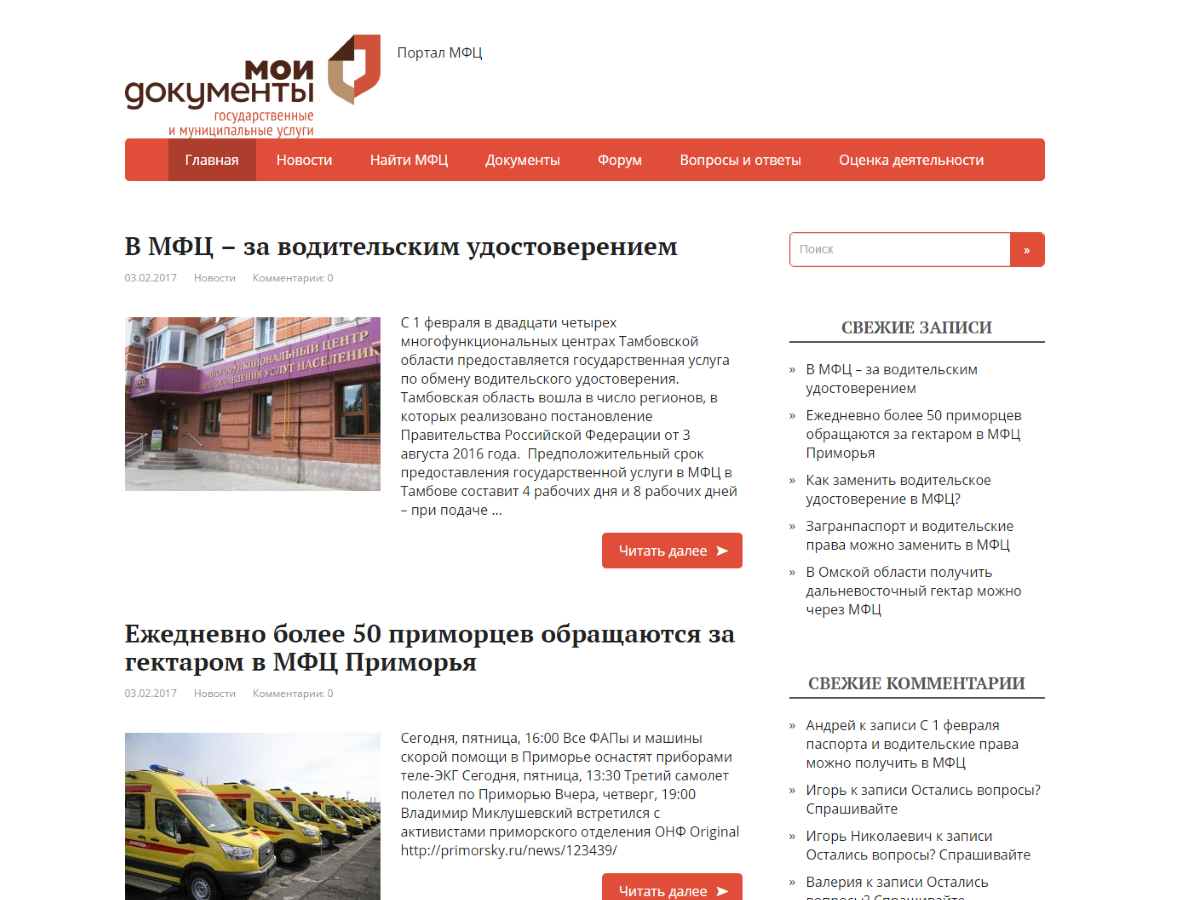 мои
документы
государственные
и муниципальные услуги
Портал МФЦ
Главная Новости Найти МФЦ Документы Форум Вопросы и ответы Оценка деятельности
В МФЦ – за водительским удостоверением
03.02.2017 Новости Комментарии: 0
МНОГОФУНКЦИОНАЛЬНЫЙ ЦЕНТР
ПРЕДОСТАВЛЕНИЯ УСЛУГ НАСЕЛЕНИЮ
С 1 февраля в двадцати четырех
многофункциональных центрах Тамбовской
области предоставляется государственная услуга
по обмену водительского удостоверения.
Тамбовская область вошла в число регионов, в
которых реализовано постановление
Правительства Российской Федерации от 3
августа 2016 года.  Предположительный срок
предоставления государственной услуги в МФЦ в
Тамбове составит 4 рабочих дня и 8 рабочих дней
– при подаче ...
Читать далее ➤
Ежедневно более 50 приморцев обращаются за
гектаром в МФЦ Приморья
03.02.2017 Новости Комментарии: 0
Сегодня, пятница, 16:00 Все ФАПы и машины
скорой помощи в Приморье оснастят приборами
теле-ЭКГ Сегодня, пятница, 13:30 Третий самолет
полетел по Приморью Вчера, четверг, 19:00
Владимир Миклушевский встретился с
активистами приморского отделения ОНФ Original
http://primorsky.ru/news/123439/
Читать далее ➤
Поиск »
СВЕЖИЕ ЗАПИСИ
» В МФЦ – за водительским
удостоверением
» Ежедневно более 50 приморцев
обращаются за гектаром в МФЦ
Приморья
» Как заменить водительское
удостоверение в МФЦ?
» Загранпаспорт и водительские
права можно заменить в МФЦ
» В Омской области получить
дальневосточный гектар можно
через МФЦ
СВЕЖИЕ КОММЕНТАРИИ
» Андрей к записи С 1 февраля
паспорта и водительские права
можно получить в МФЦ
» Игорь к записи Остались вопросы?
Спрашивайте
» Игорь Николаевич к записи
Остались вопросы? Спрашивайте
» Валерия к записи Остались
вопросы? Спрашивайте